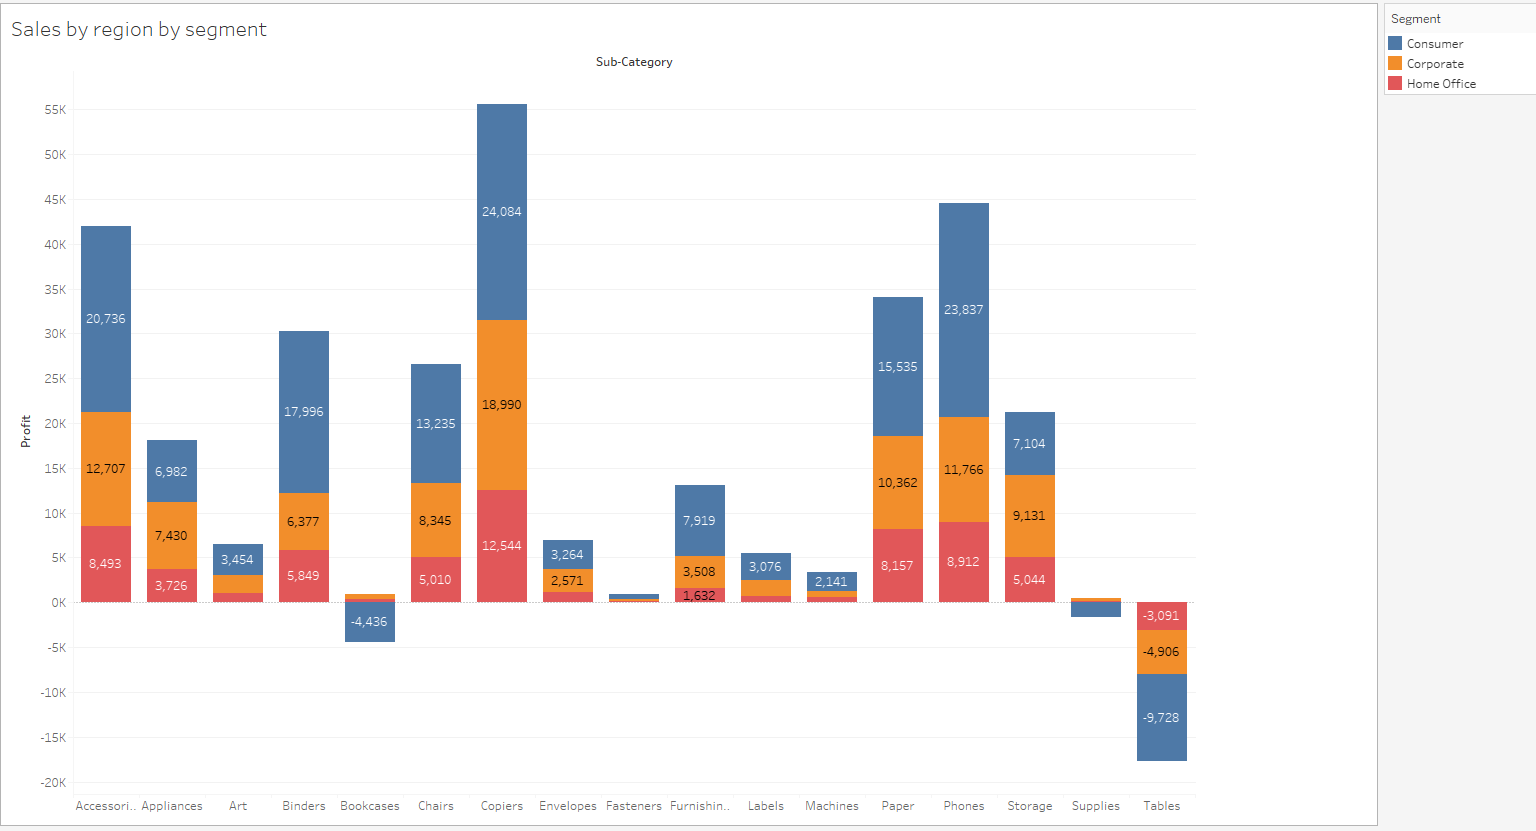 Sales by region by segment
Segment
Consumer
Corporate
Home Office
Sub-Category
Profit
55K
50K
45K
40K
35K
30K
25K
20K
15K
10K
5K
0K
-5K
-10K
-15K
-20K
20,736
12,707
8,493
6,982
7,430
3,726
3,454
17,996
6,377
5,849
-4,436
13,235
8,345
5,010
24,084
18,990
12,544
3,264
2,571
7,919
3,508
1,632
3,076
2,141
15,535
10,362
8,157
23,837
11,766
8,912
7,104
9,131
5,044
-3,091
-4,906
-9,728
Accessori.. Appliances Art Binders Bookcases Chairs Copiers Envelopes Fasteners Furnishin.. Labels Machines Paper Phones Storage Supplies Tables